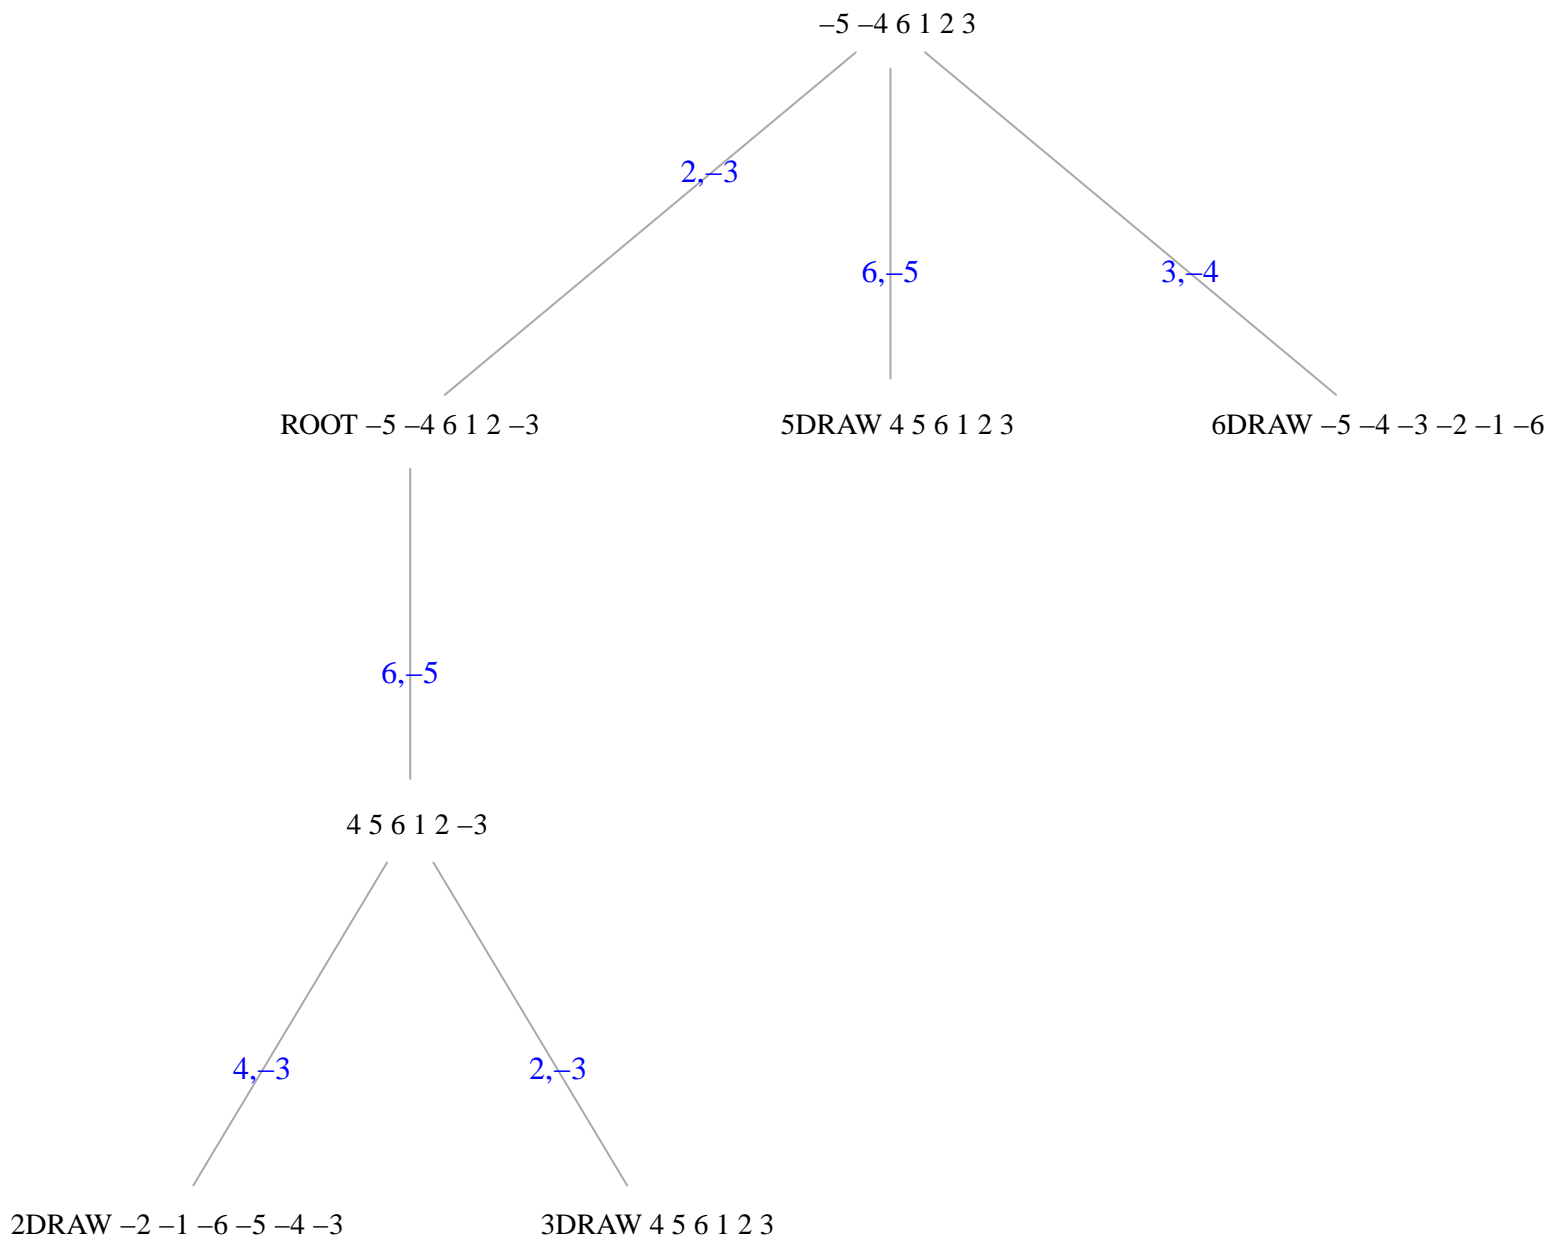 –5 –4 6 1 2 3
2,–3
6,–5
3,–4
ROOT –5 –4 6 1 2 –3
5DRAW 4 5 6 1 2 3
6DRAW –5 –4 –3 –2 –1 –6
6,–5
4 5 6 1 2 –3
4,–3
2,–3
2DRAW –2 –1 –6 –5 –4 –3
3DRAW 4 5 6 1 2 3